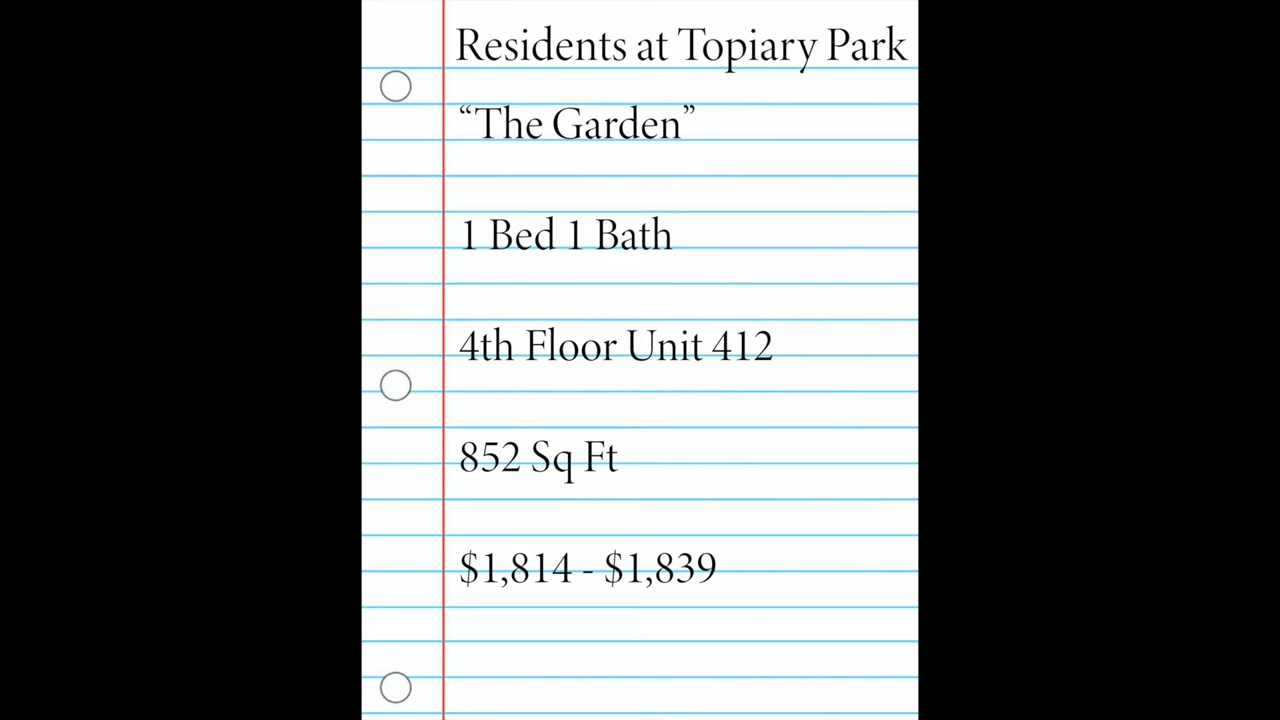 Residents at Topiary Park
“The Garden”
1 Bed 1 Bath
4th Floor Unit 412
852 Sq Ft
$1,814 - $1,839